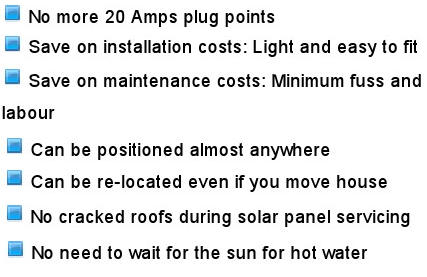 No more 20 Amps plug points
Save on installation costs: Light and easy to fit
Save on maintenance costs: Minimum fuss and
labour
Can be positioned almost anywhere
Can be re-located even if you move house
No cracked roofs during solar panel servicing
No need to wait for the sun for hot water